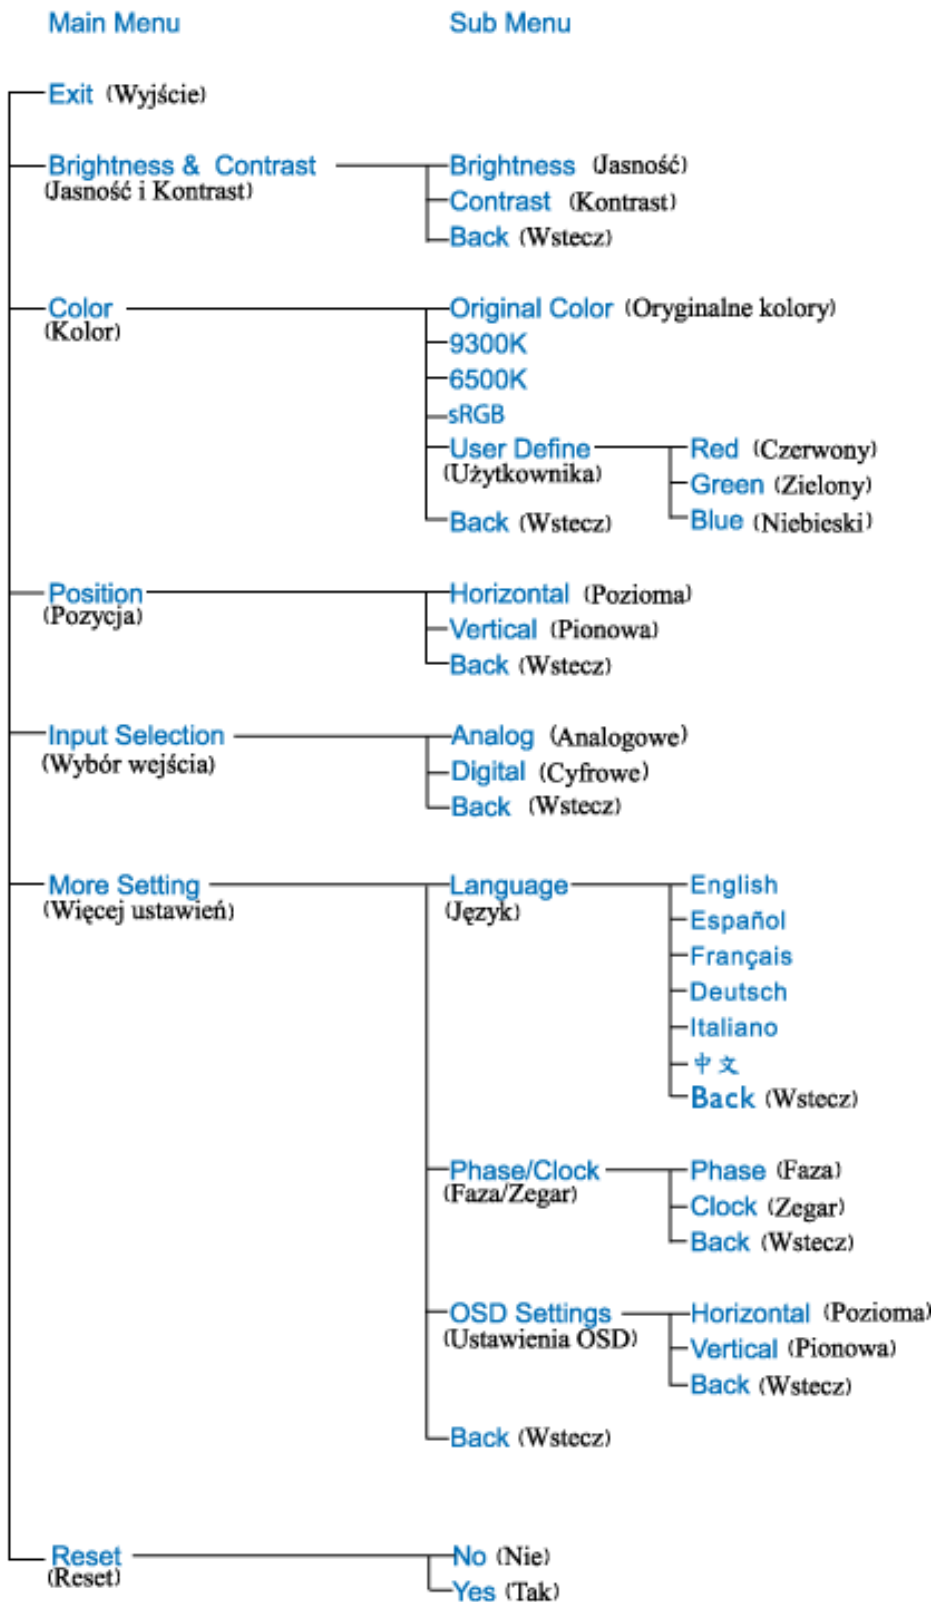 Main Menu Sub Menu
Exit (Wyjście)
Brightness & Contrast Brightness (Jasność)
(Jasność i Kontrast) Contrast (Kontrast)
Back (Wstecz)
Color Original Color (Oryginalne kolory)
(Kolor)
9300K
6500K
sRGB
User Define Red (Czerwony)
(Użytkownika) Green (Zielony)
Back (Wstecz) Blue (Niebieski)
Position Horizontal (Pozioma)
(Pozycja)
Vertical (Pionowa)
Back (Wstecz)
Input Selection Analog (Analogowe)
(Wybór wejścia) Digital (Cyfrowe)
Back (Wstecz)
More Setting Language English
(Więcej ustawień) (Język) Español
Français
Deutsch
Italiano
中文
Back (Wstecz)
Phase/Clock Phase (Faza)
(Faza/Zegar) Clock (Zegar)
Back (Wstecz)
OSD Settings Horizontal (Pozioma)
(Ustawienia OSD) Vertical (Pionowa)
Back (Wstecz)
Back (Wstecz)
Reset No (Nie)
(Reset) Yes (Tak)